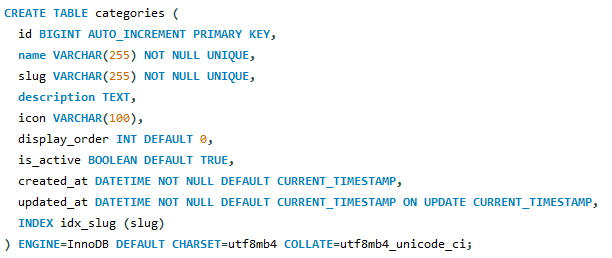 CREATE TABLE categories (
  id BIGINT AUTO_INCREMENT PRIMARY KEY,
  name VARCHAR(255) NOT NULL UNIQUE,
  slug VARCHAR(255) NOT NULL UNIQUE,
  description TEXT,
  icon VARCHAR(100),
  display_order INT DEFAULT 0,
  is_active BOOLEAN DEFAULT TRUE,
  created_at DATETIME NOT NULL DEFAULT CURRENT_TIMESTAMP,
  updated_at DATETIME NOT NULL DEFAULT CURRENT_TIMESTAMP ON UPDATE CURRENT_TIMESTAMP,
  INDEX idx_slug (slug)
) ENGINE=InnoDB DEFAULT CHARSET=utf8mb4 COLLATE=utf8mb4_unicode_ci;